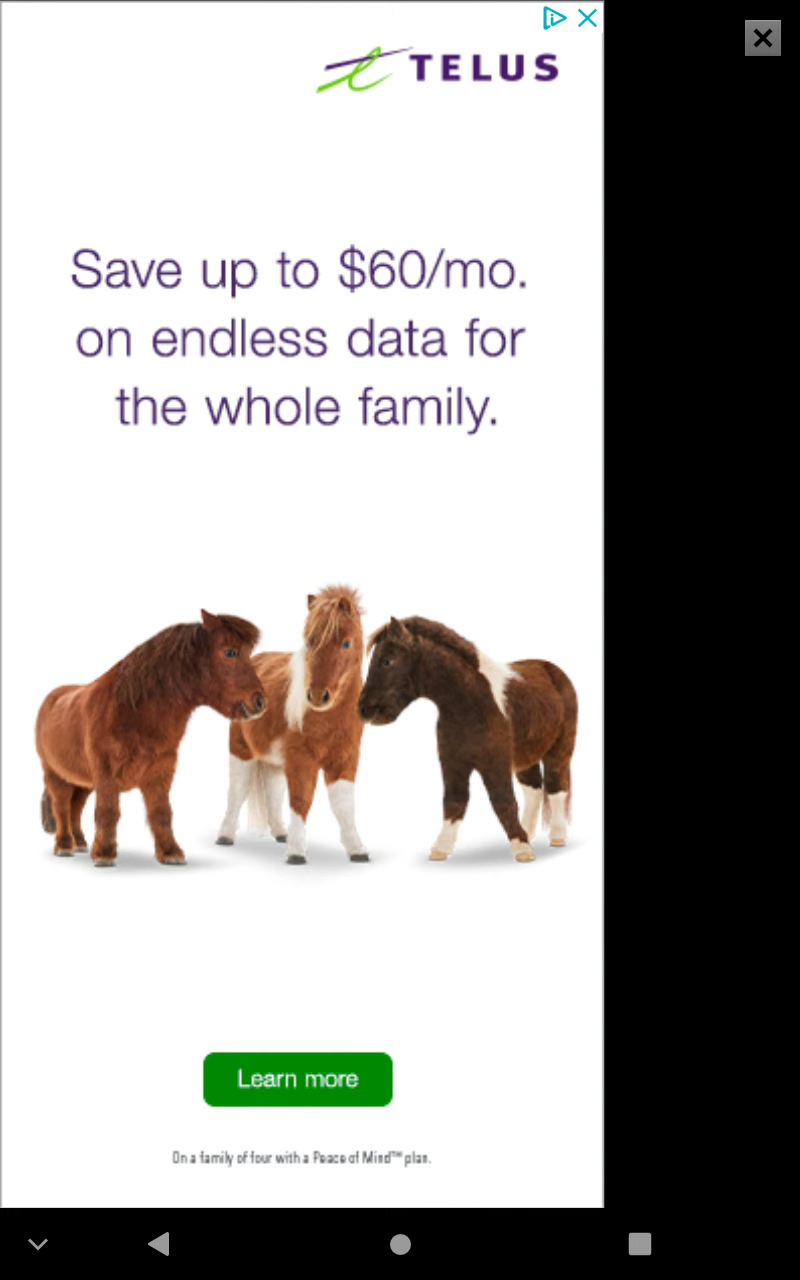 TELUS
Save up to $60/mo.
on endless data for
the whole family.
Learn more
On a family of four with a Peace of Mind™ plan.